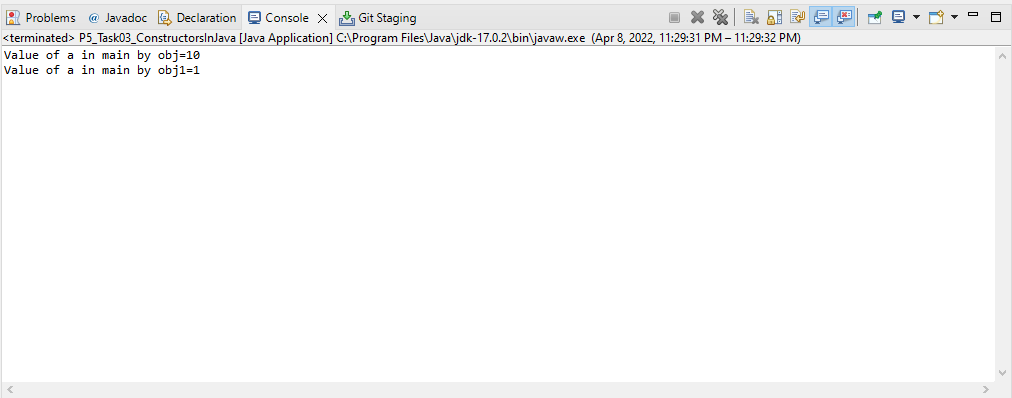 Problems @ Javadoc Declaration Console Git Staging
<terminated> P5_Task03_ConstructorsInJava [Java Application] C:\Program Files\Java\jdk-17.0.2\bin\javaw.exe (Apr 8, 2022, 11:29:31 PM – 11:29:32 PM)
Value of a in main by obj=10
Value of a in main by obj1=1